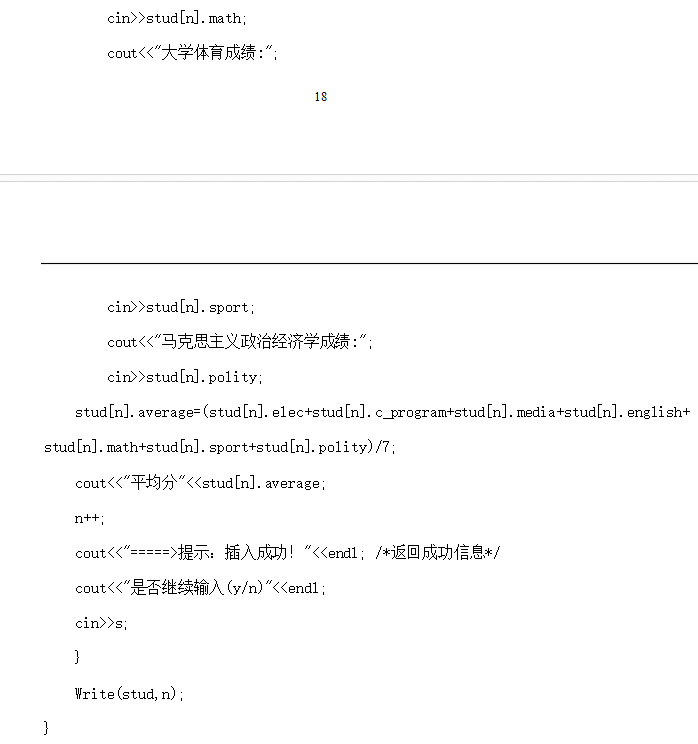 cin>>stud[n].math;
cout<<"大学体育成绩:";
18
cin>>stud[n].sport;
cout<<"马克思主义政治经济学成绩:";
cin>>stud[n].polity;
stud[n].average=(stud[n].elec+stud[n].c_program+stud[n].media+stud[n].english+
stud[n].math+stud[n].sport+stud[n].polity)/7;
cout<<"平均分"<<stud[n].average;
n++;
cout<<"=====>提示：插入成功！"<<endl; /*返回成功信息*/
cout<<"是否继续输入(y/n)"<<endl;
cin>>s;
}
Write(stud,n);
}